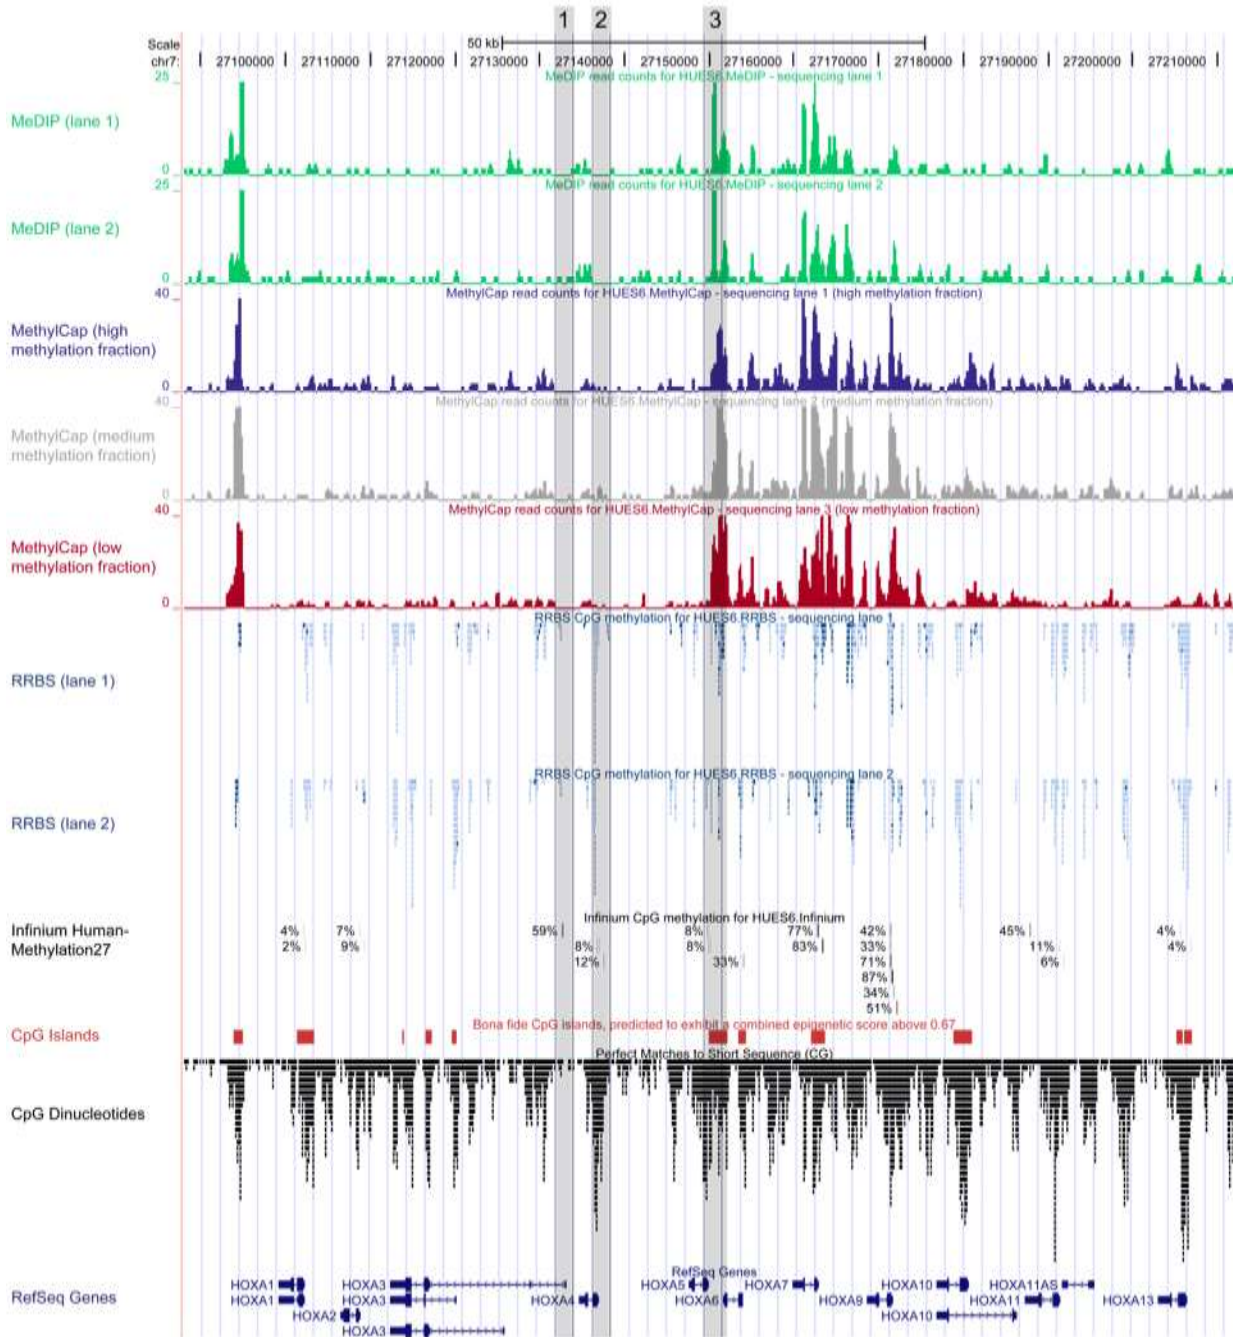 1 2 3
Scale 50 kb
chr7: 27100000 27110000 27120000 27130000 27140000 27150000 27160000 27170000 27180000 27190000 27200000 27210000
MeDIP read counts for HUES6.MeDIP - sequencing lane 1
25
MeDIP (lane 1)
0
MeDIP read counts for HUES6.MeDIP - sequencing lane 2
25
MeDIP (lane 2)
0
MethylCap read counts for HUES6.MethylCap - sequencing lane 1 (high methylation fraction)
40
MethylCap (high
methylation fraction)
0
MethylCap read counts for HUES6.MethylCap - sequencing lane 2 (medium methylation fraction)
40
MethylCap (medium
methylation fraction)
0
MethylCap read counts for HUES6.MethylCap - sequencing lane 3 (low methylation fraction)
40
MethylCap (low
methylation fraction)
0
RRBS CpG methylation for HUES6.RRBS - sequencing lane 1
RRBS (lane 1)
RRBS CpG methylation for HUES6.RRBS - sequencing lane 2
RRBS (lane 2)
Infinium CpG methylation for HUES6.Infinium
Infinium Human-
Methylation27
4% 7% 59% 8% 77% 42% 45% 4%
2% 9% 8% 8% 83% 33% 11% 4%
12% 33% 71% 6%
87%
34%
51%
Bona fide CpG islands, predicted to exhibit a combined epigenetic score above 0.67
CpG Islands
Perfect Matches to Short Sequence (CG)
CpG Dinucleotides
RefSeq Genes
HOXA1 HOXA3 HOXA5 HOXA7 HOXA10 HOXA11AS
RefSeq Genes
HOXA1 HOXA3 HOXA4 HOXA6 HOXA9 HOXA11 HOXA13
HOXA2 HOXA10
HOXA3